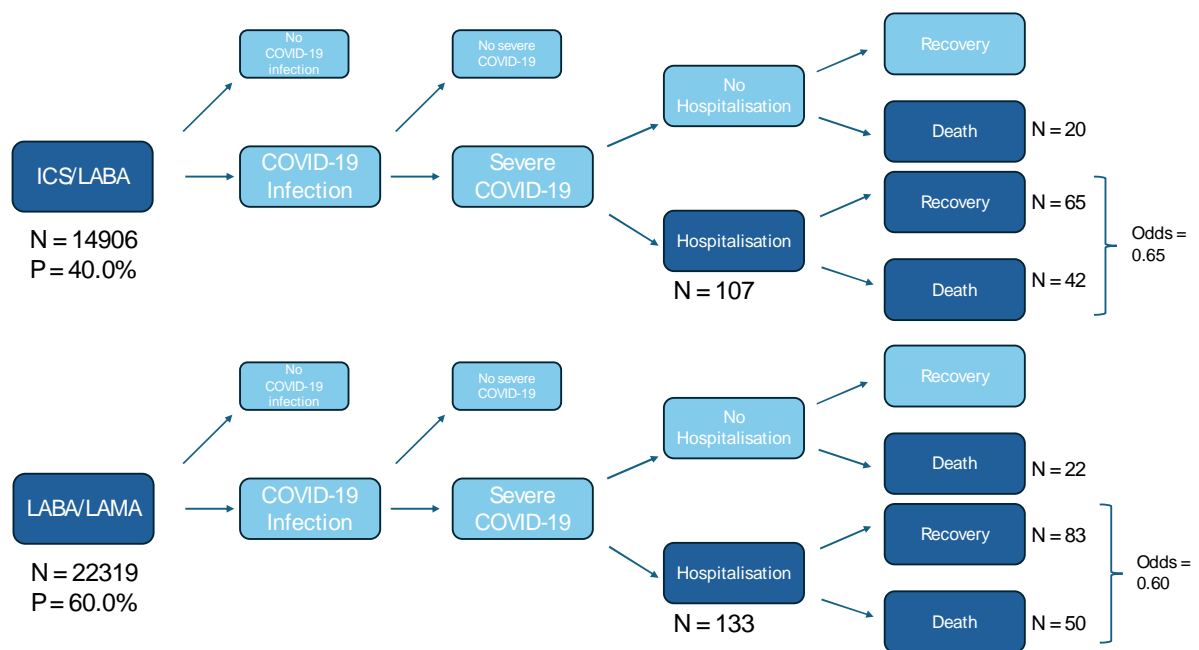 No
COVID-19
infection
No severe
COVID-19
Recovery
No
Hospitalisation
Death
N = 20
ICS/LABA
COVID-19
Infection
Severe
COVID-19
Recovery
N = 65
N = 14906
P = 40.0%
Hospitalisation
N = 107
Death
N = 42
Odds =
0.65
No
COVID-19
infection
No severe
COVID-19
Recovery
No
Hospitalisation
Death
N = 22
LABA/LAMA
COVID-19
Infection
Severe
COVID-19
Recovery
N = 83
N = 22319
P = 60.0%
Hospitalisation
N = 133
Death
N = 50
Odds =
0.60